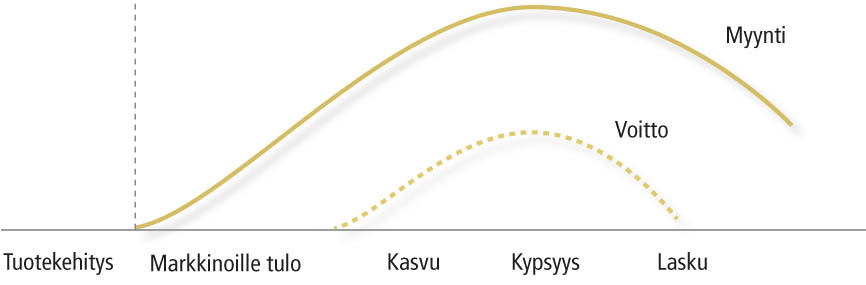 Myynti
Voitto
Tuotekehitys Markkinoille tulo Kasvu Kypsyys Lasku